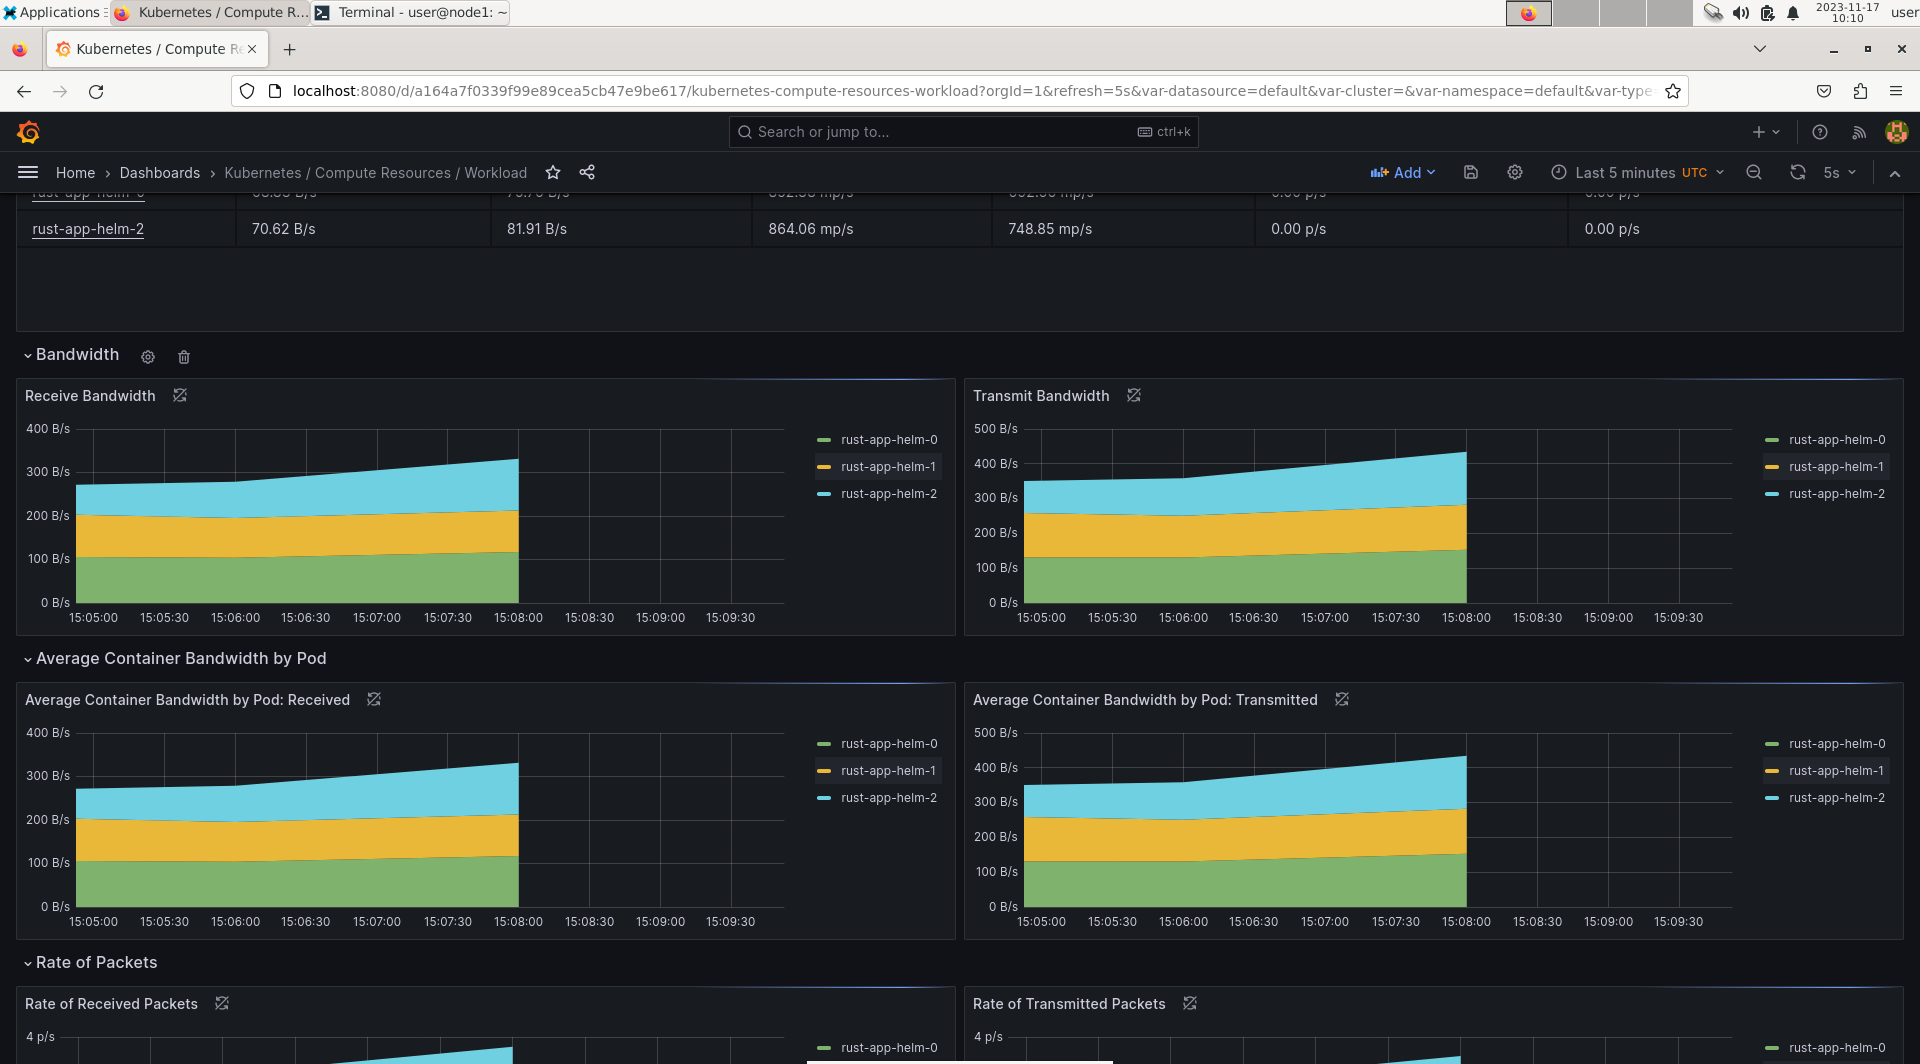 Applications
Kubernetes / Compute R...
Terminal - user@node1: ~
2023-11-17
10:10
user
Kubernetes / Compute Re
localhost:8080/d/a164a7f0339f99e89cea5cb47e9be617/kubernetes-compute-resources-workload?orgId=1&refresh=5s&var-datasource=default&var-cluster=&var-namespace=default&var-type=
Search or jump to...
ctrl+k
Home › Dashboards › Kubernetes / Compute Resources / Workload
Add
Last 5 minutes UTC
5s
rust-app-helm-2 70.62 B/s 81.91 B/s 864.06 mp/s 748.85 mp/s 0.00 p/s 0.00 p/s
Bandwidth
Receive Bandwidth
400 B/s
300 B/s
200 B/s
100 B/s
0 B/s
15:05:00 15:05:30 15:06:00 15:06:30 15:07:00 15:07:30 15:08:00 15:08:30 15:09:00 15:09:30
rust-app-helm-0
rust-app-helm-1
rust-app-helm-2
Transmit Bandwidth
500 B/s
400 B/s
300 B/s
200 B/s
100 B/s
0 B/s
15:05:00 15:05:30 15:06:00 15:06:30 15:07:00 15:07:30 15:08:00 15:08:30 15:09:00 15:09:30
rust-app-helm-0
rust-app-helm-1
rust-app-helm-2
Average Container Bandwidth by Pod
Average Container Bandwidth by Pod: Received
400 B/s
300 B/s
200 B/s
100 B/s
0 B/s
15:05:00 15:05:30 15:06:00 15:06:30 15:07:00 15:07:30 15:08:00 15:08:30 15:09:00 15:09:30
rust-app-helm-0
rust-app-helm-1
rust-app-helm-2
Average Container Bandwidth by Pod: Transmitted
500 B/s
400 B/s
300 B/s
200 B/s
100 B/s
0 B/s
15:05:00 15:05:30 15:06:00 15:06:30 15:07:00 15:07:30 15:08:00 15:08:30 15:09:00 15:09:30
rust-app-helm-0
rust-app-helm-1
rust-app-helm-2
Rate of Packets
Rate of Received Packets
4 p/s
rust-app-helm-0
Rate of Transmitted Packets
4 p/s
rust-app-helm-0